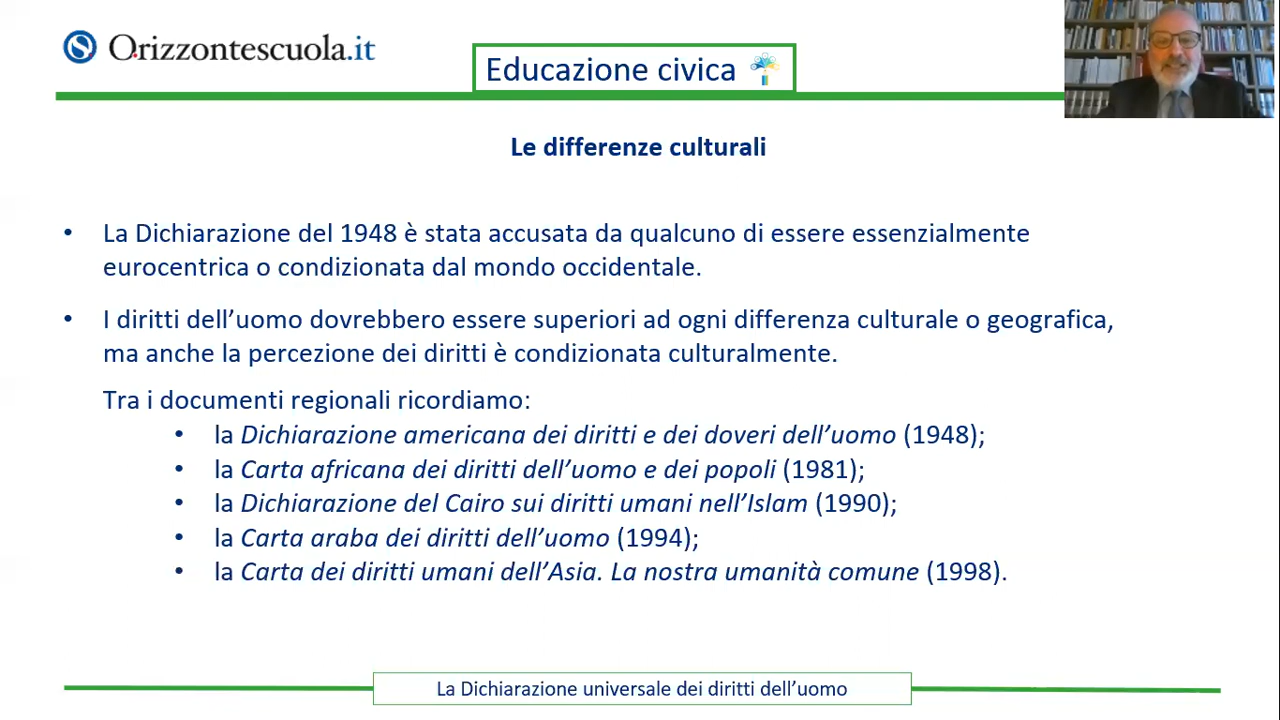 Orizzontescuola.it
Educazione civica
Le differenze culturali
• La Dichiarazione del 1948 è stata accusata da qualcuno di essere essenzialmente
eurocentrica o condizionata dal mondo occidentale.
• I diritti dell’uomo dovrebbero essere superiori ad ogni differenza culturale o geografica,
ma anche la percezione dei diritti è condizionata culturalmente.
Tra i documenti regionali ricordiamo:
• la Dichiarazione americana dei diritti e dei doveri dell’uomo (1948);
• la Carta africana dei diritti dell’uomo e dei popoli (1981);
• la Dichiarazione del Cairo sui diritti umani nell’Islam (1990);
• la Carta araba dei diritti dell’uomo (1994);
• la Carta dei diritti umani dell’Asia. La nostra umanità comune (1998).
La Dichiarazione universale dei diritti dell’uomo